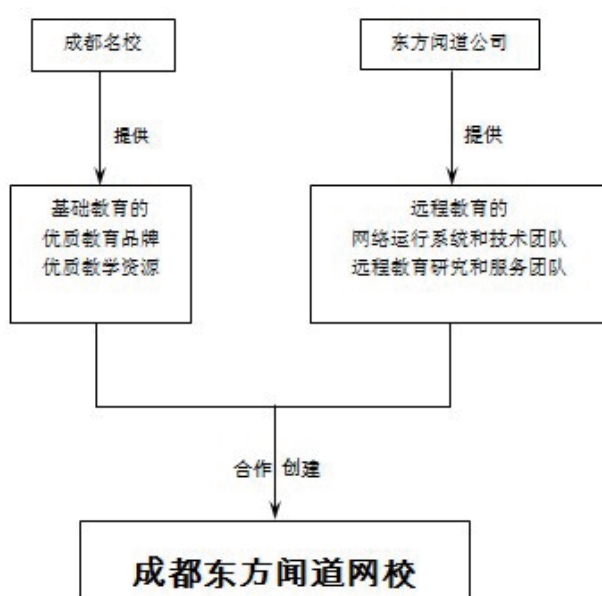 成都名校
东方闻道公司
提供
提供
基础教育的
优质教育品牌
优质教学资源
远程教育的
网络运行系统和技术团队
远程教育研究和服务团队
合作 创建
成都东方闻道网校